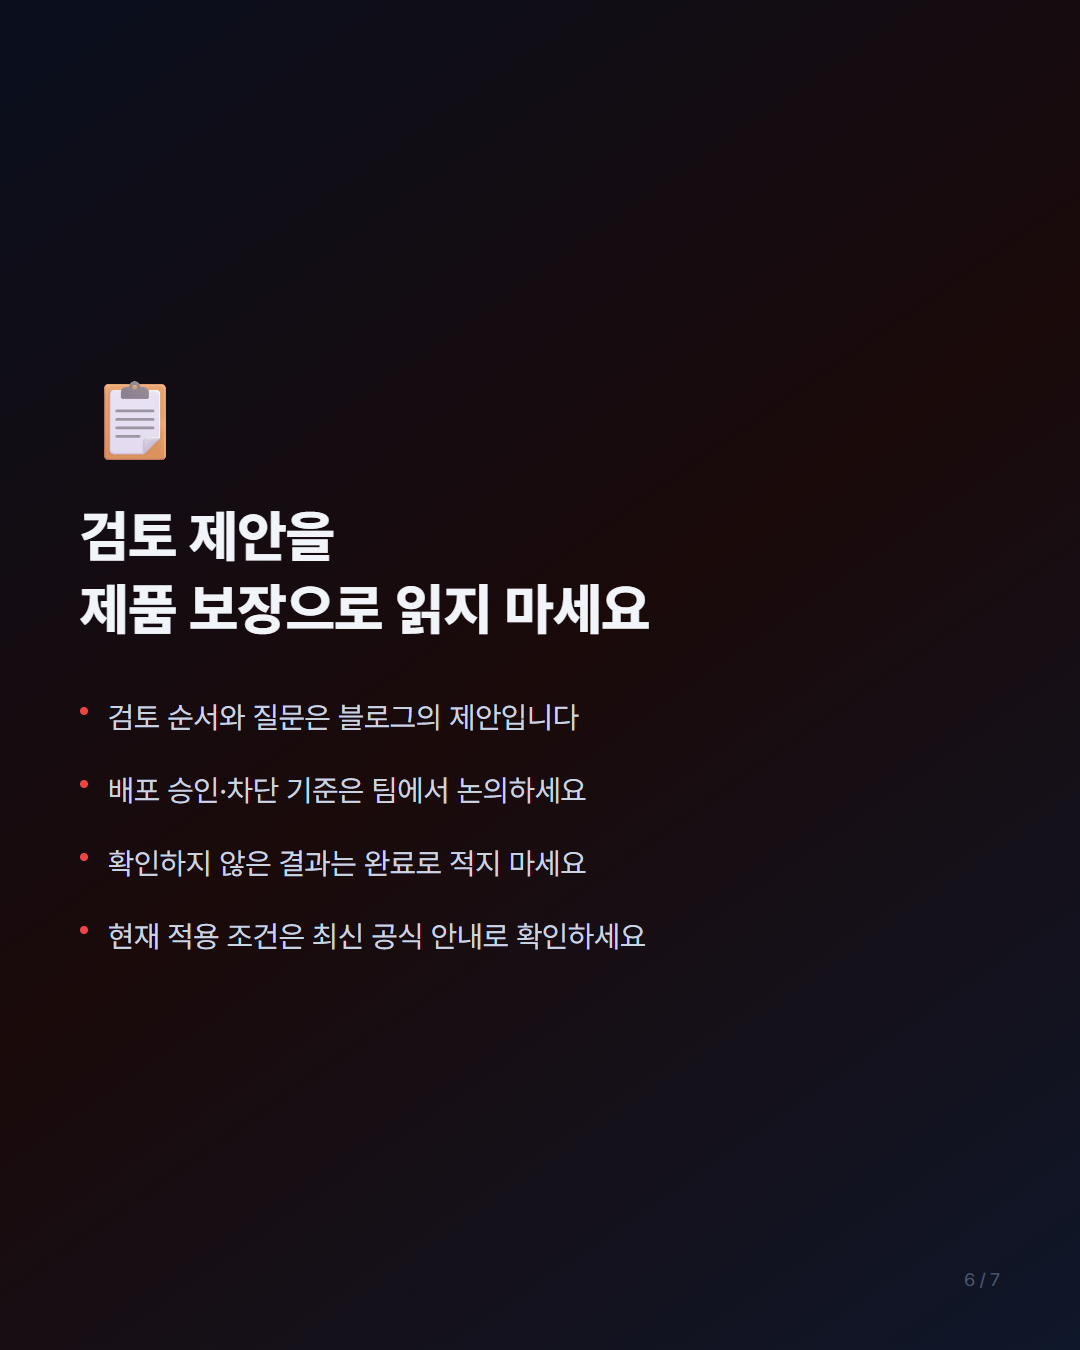 검토 제안을
제품 보장으로 읽지 마세요
• 검토 순서와 질문은 블로그의 제안입니다
• 배포 승인·차단 기준은 팀에서 논의하세요
• 확인하지 않은 결과는 완료로 적지 마세요
• 현재 적용 조건은 최신 공식 안내로 확인하세요
6 / 7